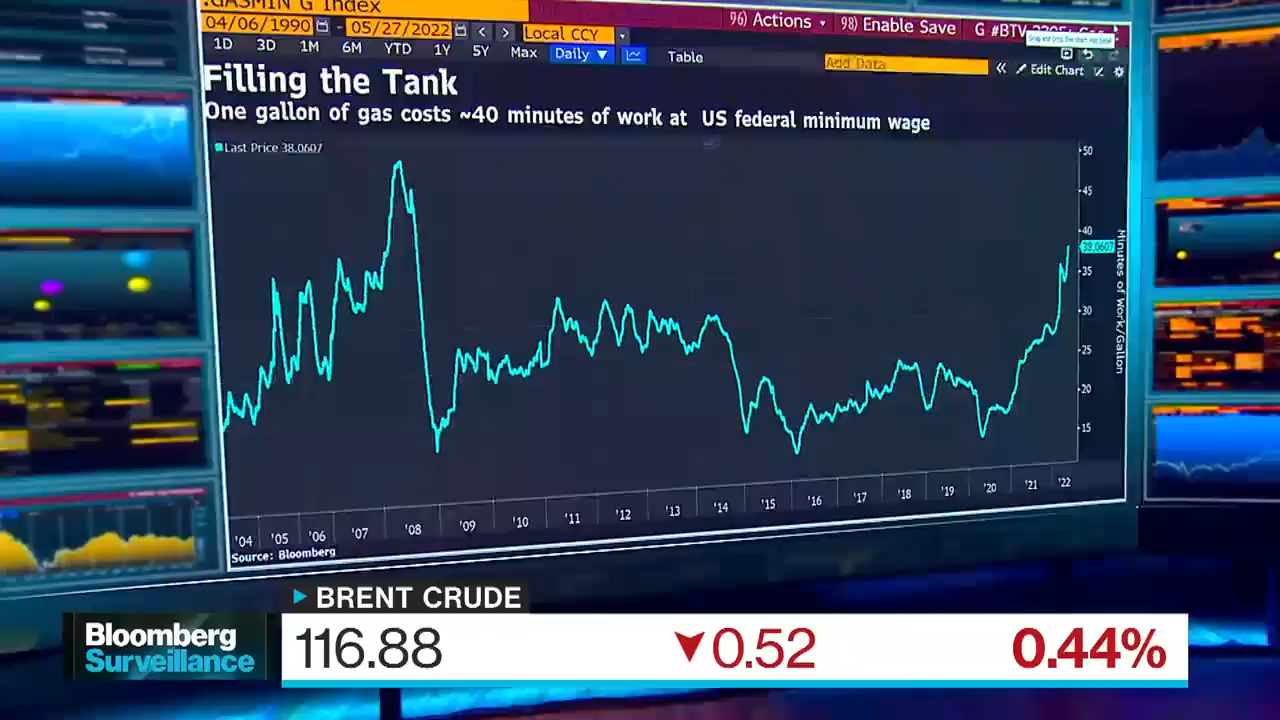 .GASMIN G Index
96) Actions
98) Enable Save
G #BTV
04/06/1990 - 05/27/2022 < > Local CCY
1D 3D 1M 6M YTD 1Y 5Y Max Daily ▼ Table
Add Data
« Edit Chart
Filling the Tank
One gallon of gas costs ~40 minutes of work at US federal minimum wage
Last Price 38.0607
50
45
40
38.0607
35
30
25
20
15
Minutes of Work/Gallon
'04 '05 '06 '07 '08 '09 '10 '11 '12 '13 '14 '15 '16 '17 '18 '19 '20 '21 '22
Source: Bloomberg
BRENT CRUDE
Bloomberg
Surveillance
116.88 ▼0.52 0.44%